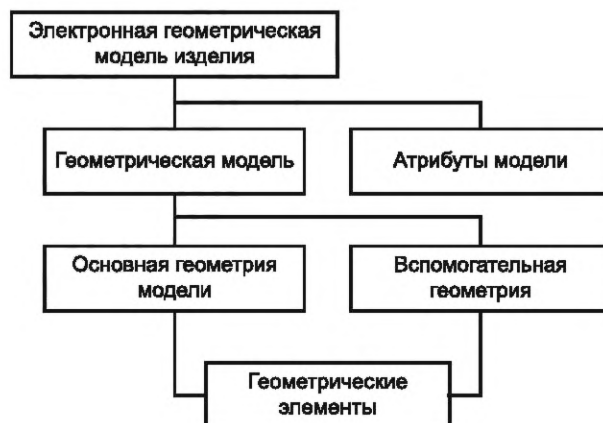 Электронная геометрическая
модель изделия
Геометрическая модель
Атрибуты модели
Основная геометрия
модели
Вспомогательная
геометрия
Геометрические
элементы